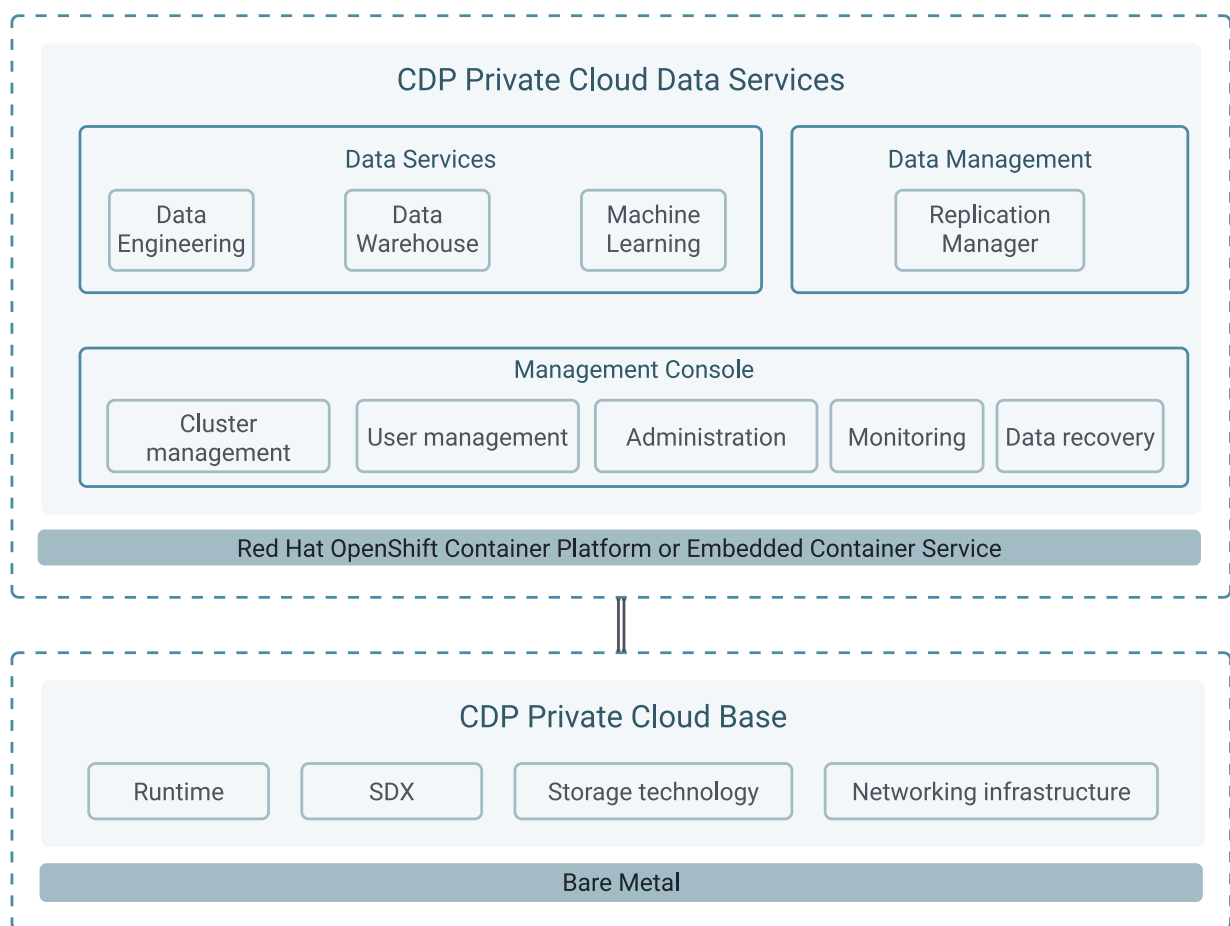 CDP Private Cloud Data Services
Data Services
Data
Engineering
Data
Warehouse
Machine
Learning
Data Management
Replication
Manager
Management Console
Cluster
management
User management
Administration
Monitoring
Data recovery
Red Hat OpenShift Container Platform or Embedded Container Service
CDP Private Cloud Base
Runtime
SDX
Storage technology
Networking infrastructure
Bare Metal